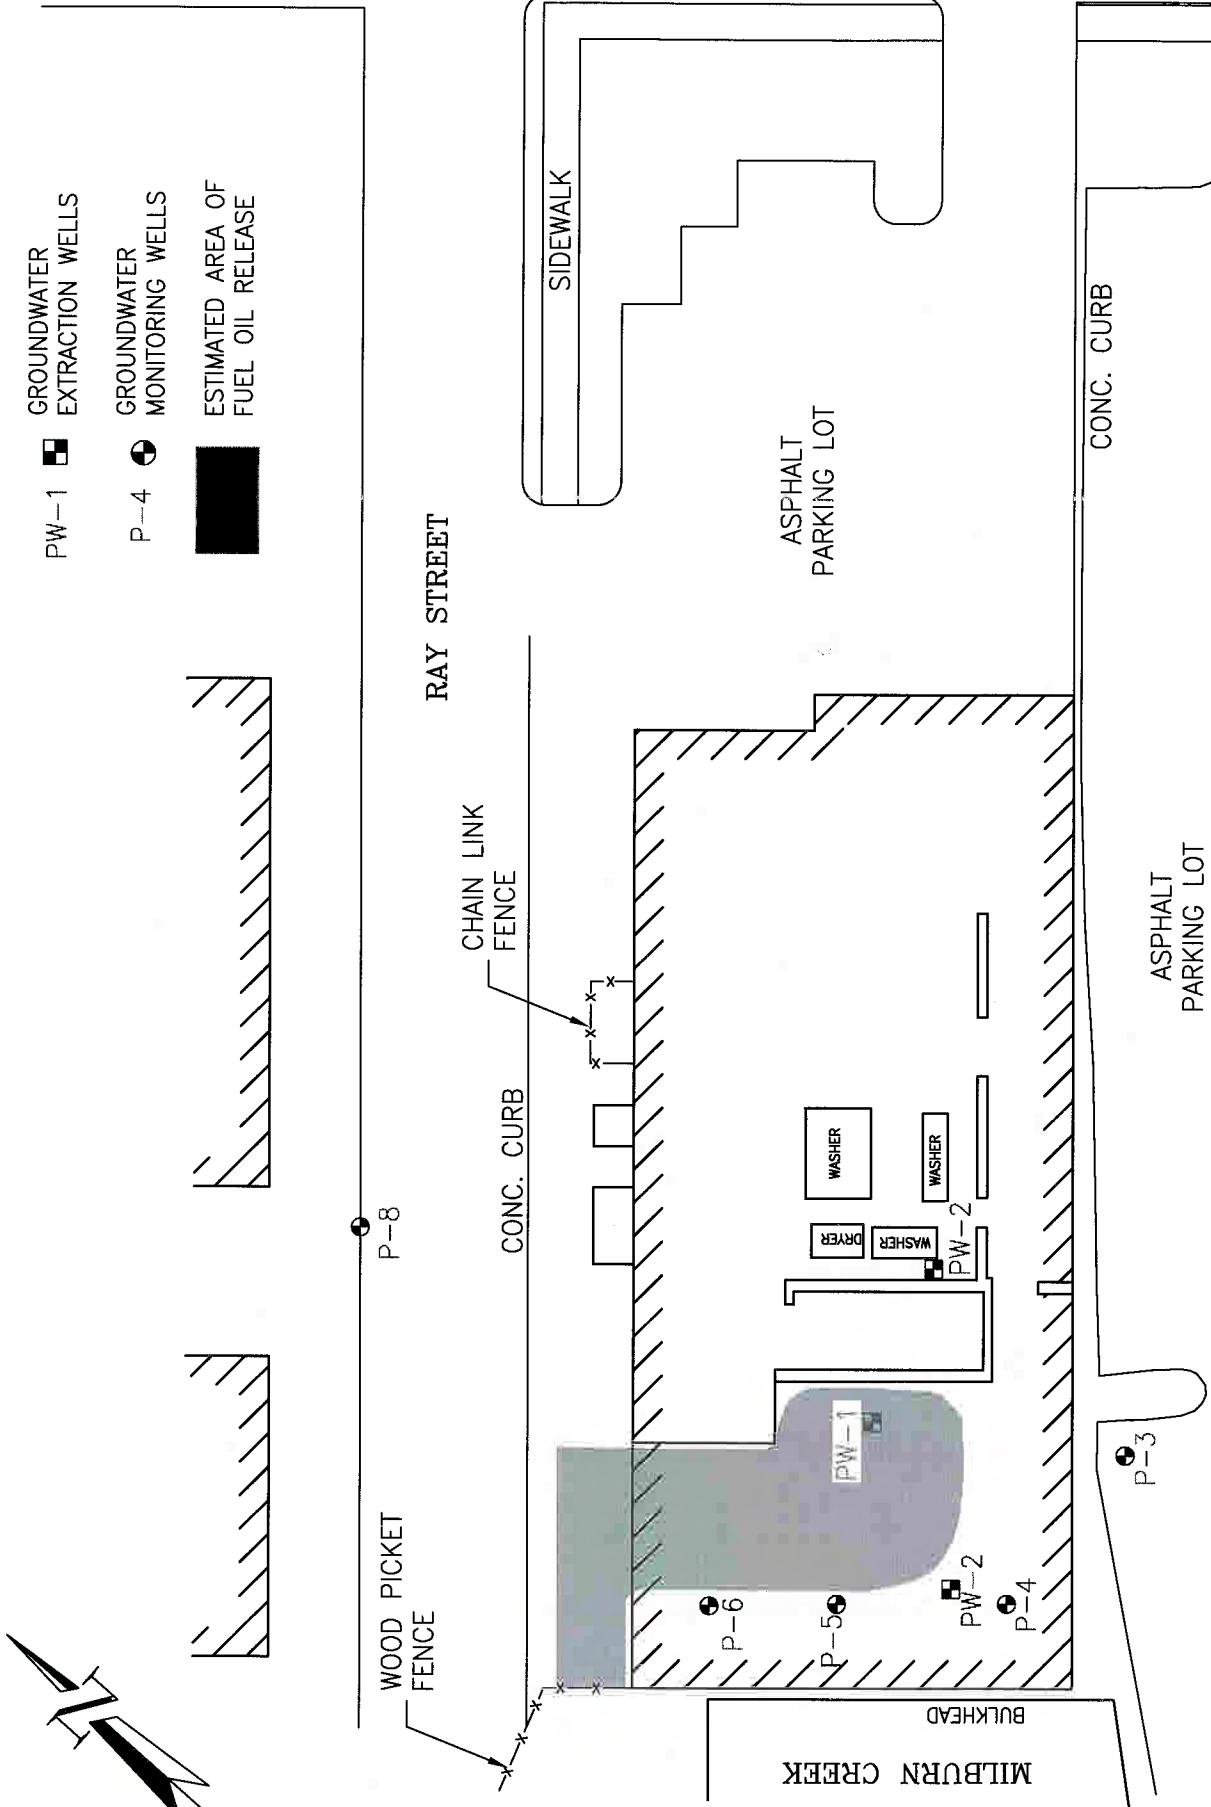 PW-1
GROUNDWATER
EXTRACTION WELLS
P-4
GROUNDWATER
MONITORING WELLS
ESTIMATED AREA OF
FUEL OIL RELEASE
SIDEWALK
RAY STREET
ASPHALT
PARKING LOT
CONC. CURB
CHAIN LINK
FENCE
CONC. CURB
ASPHALT
PARKING LOT
WASHER
WASHER
DRYER
WASHER
PW-2
P-8
PW-1
P-3
WOOD PICKET
FENCE
P-6
P-5
PW-2
P-4
BULKHEAD
MILBURN CREEK
N